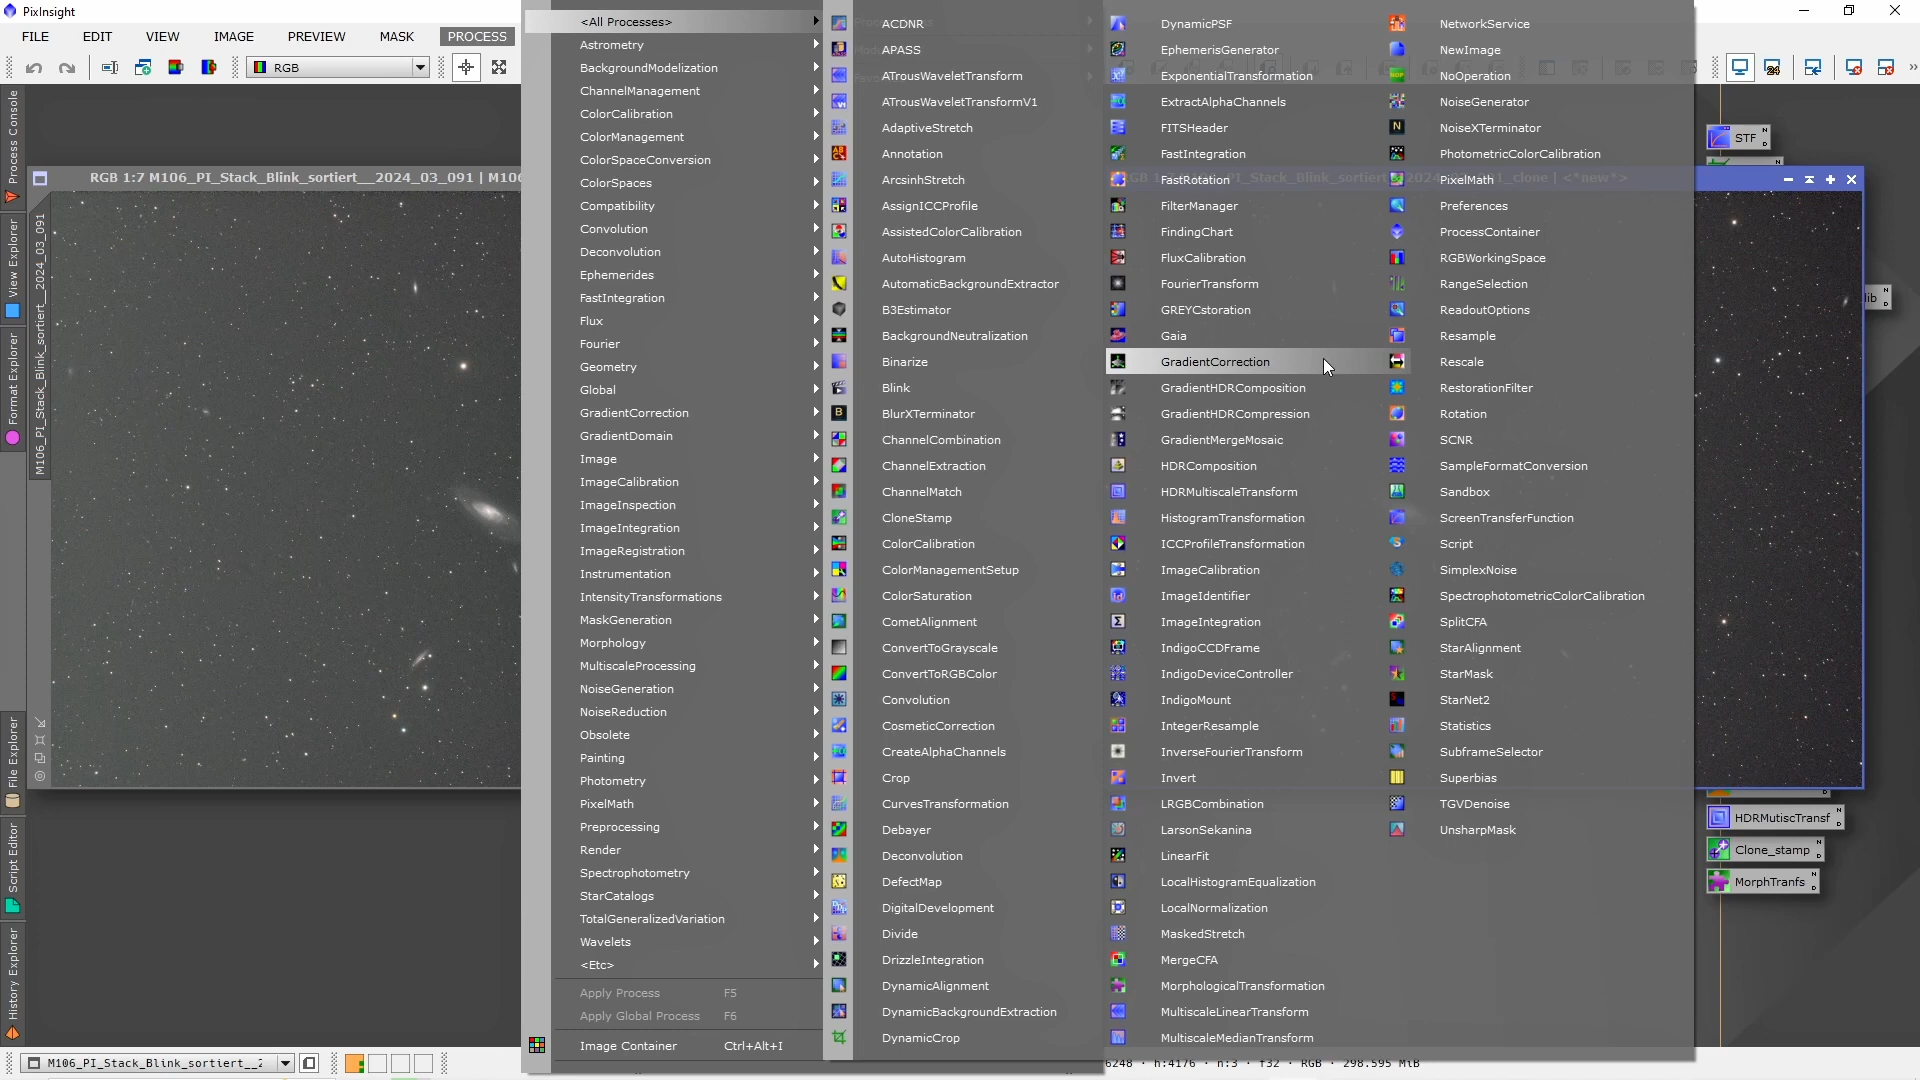 PixInsight
FILE EDIT VIEW IMAGE PREVIEW MASK PROCESS
RGB
24
Process Console
View Explorer
Format Explorer
File Explorer
Script Editor
History Explorer
RGB 1:7 M106_PI_Stack_Blink_sortiert__2024_03_091 | M106
M106_PI_Stack_Blink_sortiert__2024_03_091
<All Processes>
Astrometry
BackgroundModelization
ChannelManagement
ColorCalibration
ColorManagement
ColorSpaceConversion
ColorSpaces
Compatibility
Convolution
Deconvolution
Ephemerides
FastIntegration
Flux
Fourier
Geometry
Global
GradientCorrection
GradientDomain
Image
ImageCalibration
ImageInspection
ImageIntegration
ImageRegistration
Instrumentation
IntensityTransformations
MaskGeneration
Morphology
MultiscaleProcessing
NoiseGeneration
NoiseReduction
Obsolete
Painting
Photometry
PixelMath
Preprocessing
Render
Spectrophotometry
StarCatalogs
TotalGeneralizedVariation
Wavelets
<Etc>
Apply Process F5
Apply Global Process F6
Image Container Ctrl+Alt+I
ACDNR
APASS
ATrousWaveletTransform
ATrousWaveletTransformV1
AdaptiveStretch
Annotation
ArcsinhStretch
AssignICCProfile
AssistedColorCalibration
AutoHistogram
AutomaticBackgroundExtractor
B3Estimator
BackgroundNeutralization
Binarize
Blink
BlurXTerminator
ChannelCombination
ChannelExtraction
ChannelMatch
CloneStamp
ColorCalibration
ColorManagementSetup
ColorSaturation
CometAlignment
ConvertToGrayscale
ConvertToRGBColor
Convolution
CosmeticCorrection
CreateAlphaChannels
Crop
CurvesTransformation
Debayer
Deconvolution
DefectMap
DigitalDevelopment
Divide
DrizzleIntegration
DynamicAlignment
DynamicBackgroundExtraction
DynamicCrop
DynamicPSF
EphemerisGenerator
ExponentialTransformation
ExtractAlphaChannels
FITSHeader
FastIntegration
FastRotation
FilterManager
FindingChart
FluxCalibration
FourierTransform
GREYCstoration
Gaia
GradientCorrection
GradientHDRComposition
GradientHDRCompression
GradientMergeMosaic
HDRComposition
HDRMultiscaleTransform
HistogramTransformation
ICCProfileTransformation
ImageCalibration
ImageIdentifier
ImageIntegration
IndigoCCDFrame
IndigoDeviceController
IndigoMount
IntegerResample
InverseFourierTransform
Invert
LRGBCombination
LarsonSekanina
LinearFit
LocalHistogramEqualization
LocalNormalization
MaskedStretch
MergeCFA
MorphologicalTransformation
MultiscaleLinearTransform
MultiscaleMedianTransform
NetworkService
NewImage
NoOperation
NoiseGenerator
NoiseXTerminator
PhotometricColorCalibration
PixelMath
Preferences
ProcessContainer
RGBWorkingSpace
RangeSelection
ReadoutOptions
Resample
Rescale
RestorationFilter
Rotation
SCNR
SampleFormatConversion
Sandbox
ScreenTransferFunction
Script
SimplexNoise
SpectrophotometricColorCalibration
SplitCFA
StarAlignment
StarMask
StarNet2
Statistics
SubframeSelector
Superbias
TGVDenoise
UnsharpMask
STF
lib
HDRMutiscTransf
Clone_stamp
MorphTranfs
M106_PI_Stack_Blink_sortiert__2
6248 · h:4176 · n:3 · f32 · RGB · 298.595 MiB